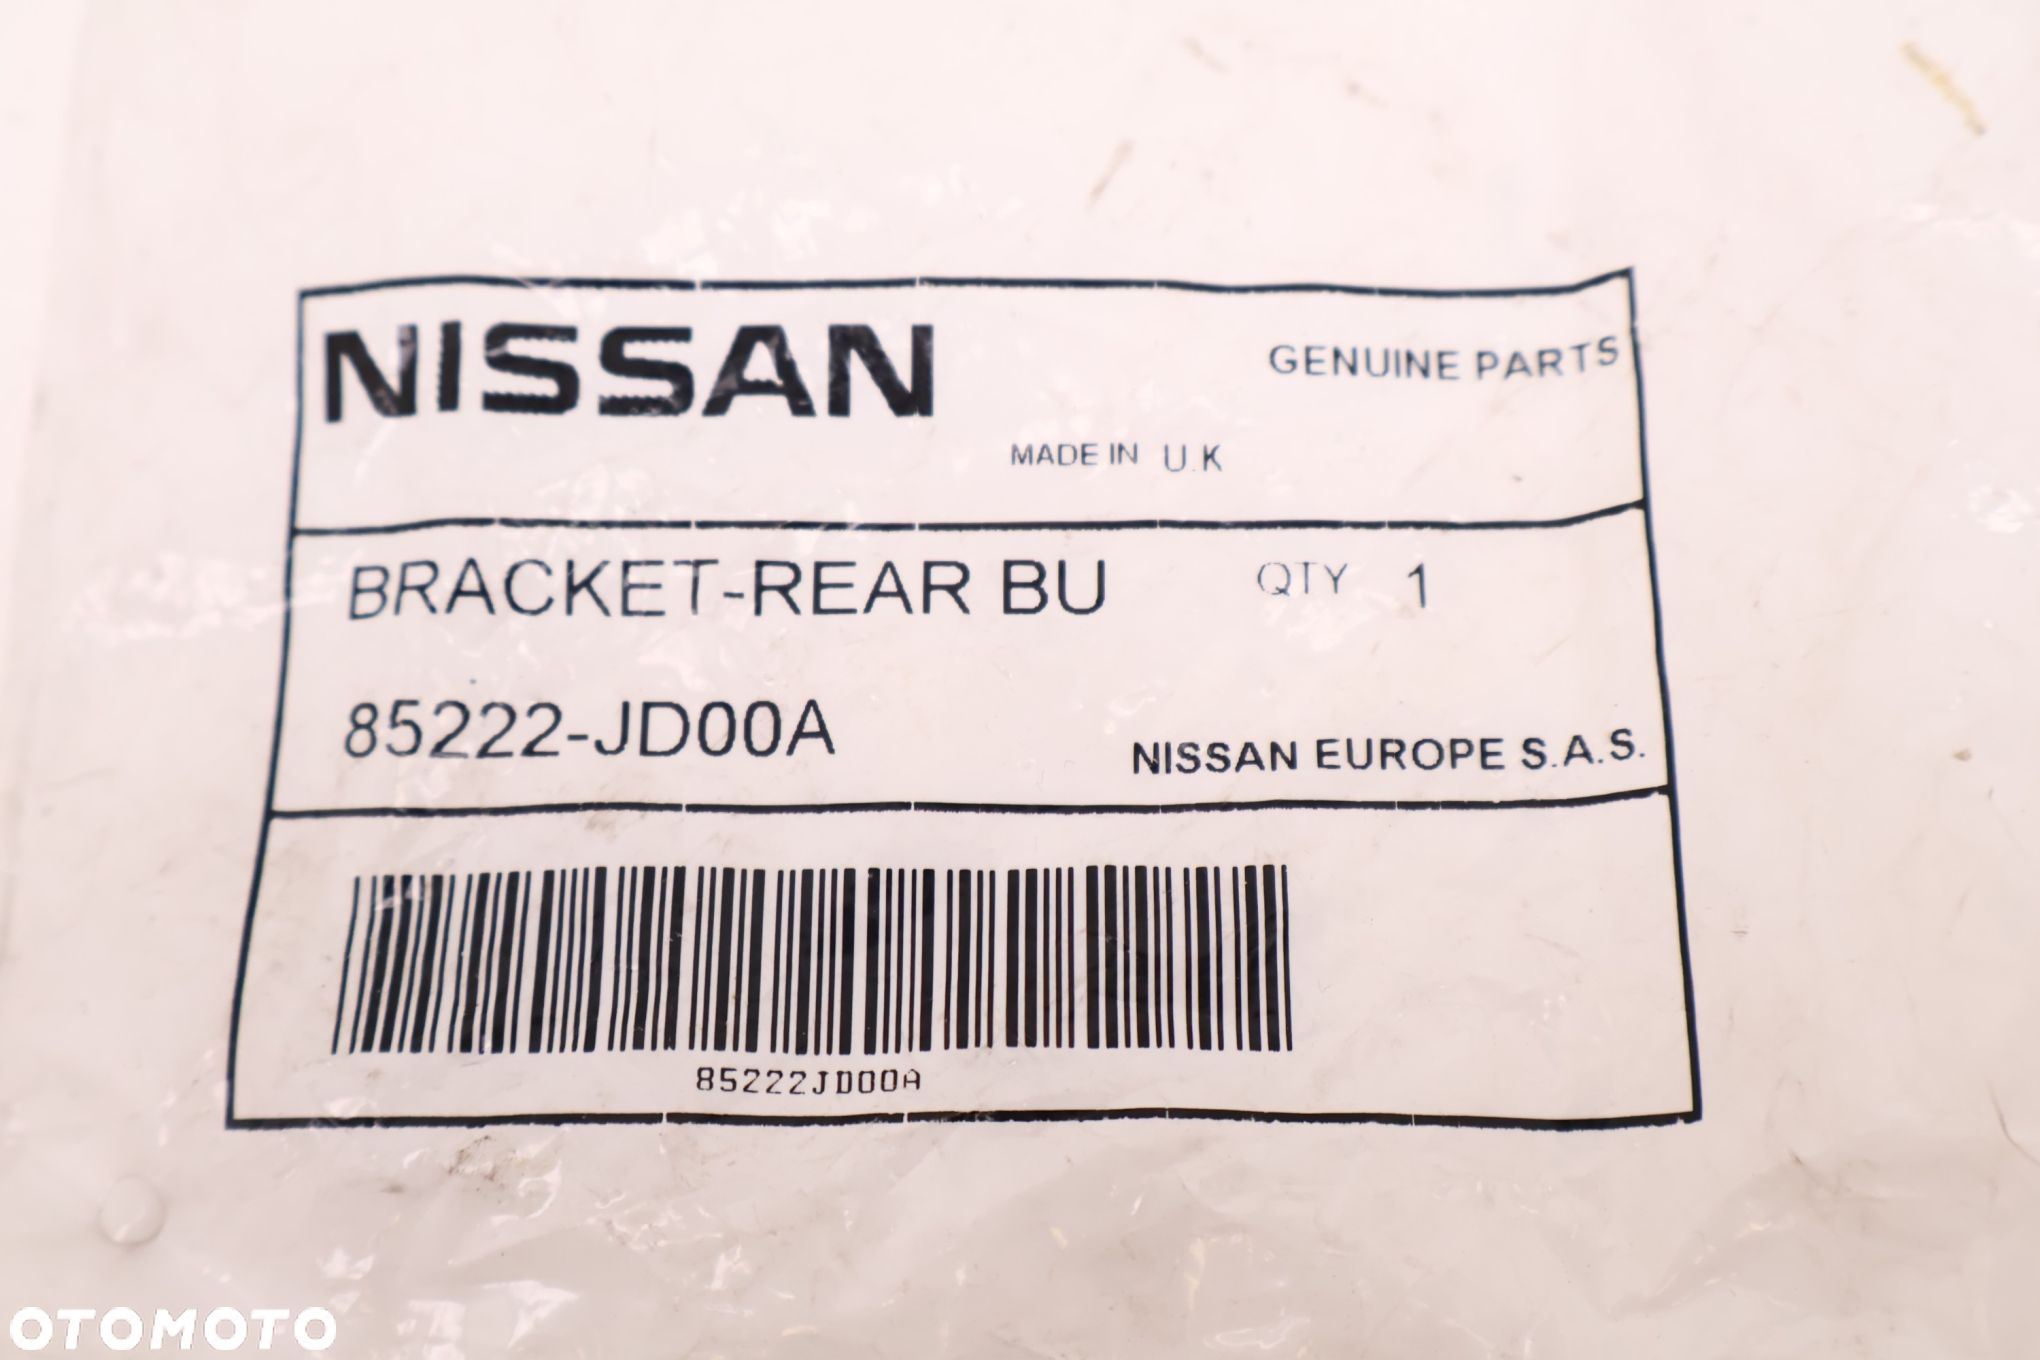 NISSAN
GENUINE PARTS
MADE IN U.K
BRACKET-REAR BU QTY 1
85222-JD00A
NISSAN EUROPE S.A.S.
85222JD00A
OTOMOTO